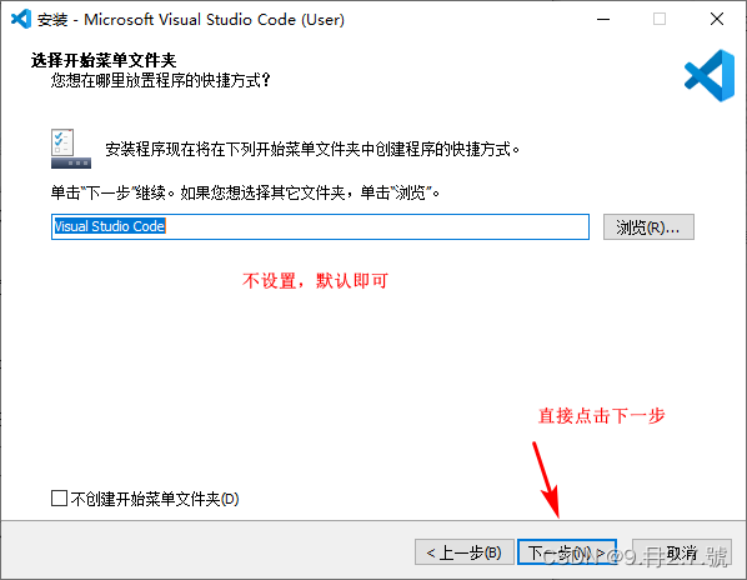 安装 - Microsoft Visual Studio Code (User)
选择开始菜单文件夹
您想在哪里放置程序的快捷方式?
安装程序现在将在下列开始菜单文件夹中创建程序的快捷方式。
单击“下一步”继续。如果您想选择其它文件夹，单击“浏览”。
Visual Studio Code
浏览(R)...
不设置，默认即可
直接点击下一步
不创建开始菜单文件夹(D)
< 上一步(B)
下一步(N) >
取消
CSDN @9.